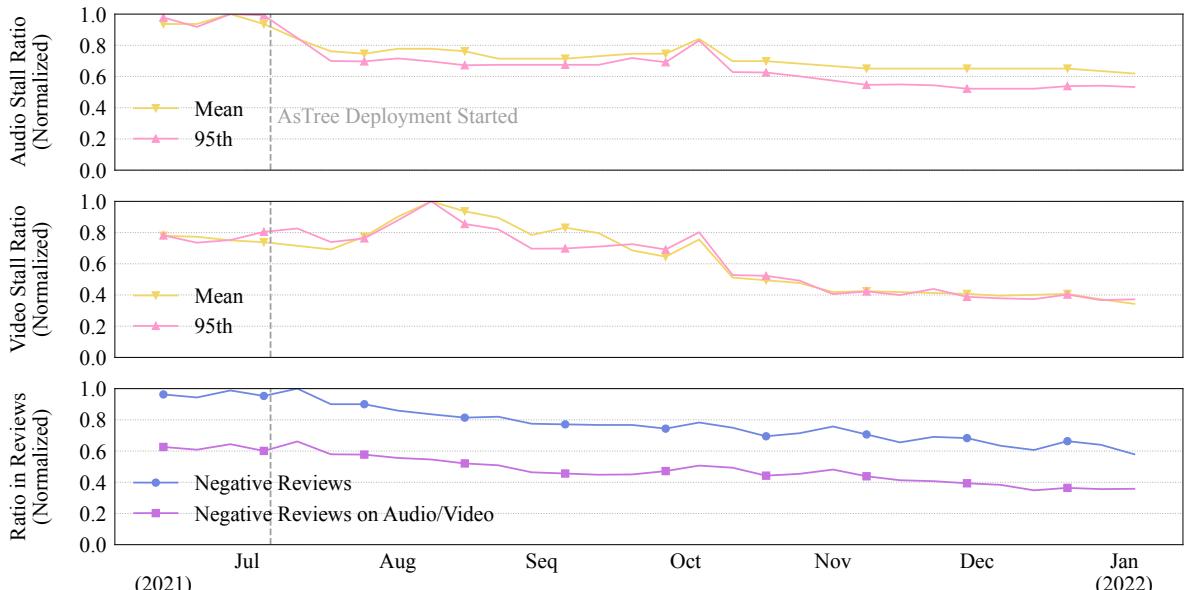 Audio Stall Ratio
(Normalized)
1.0
0.8
0.6
0.4
0.2
0.0
Mean
95th
AsTree Deployment Started
Video Stall Ratio
(Normalized)
1.0
0.8
0.6
0.4
0.2
0.0
Mean
95th
Ratio in Reviews
(Normalized)
1.0
0.8
0.6
0.4
0.2
0.0
Negative Reviews
Negative Reviews on Audio/Video
Jul Aug Seq Oct Nov Dec Jan
(2021) (2022)